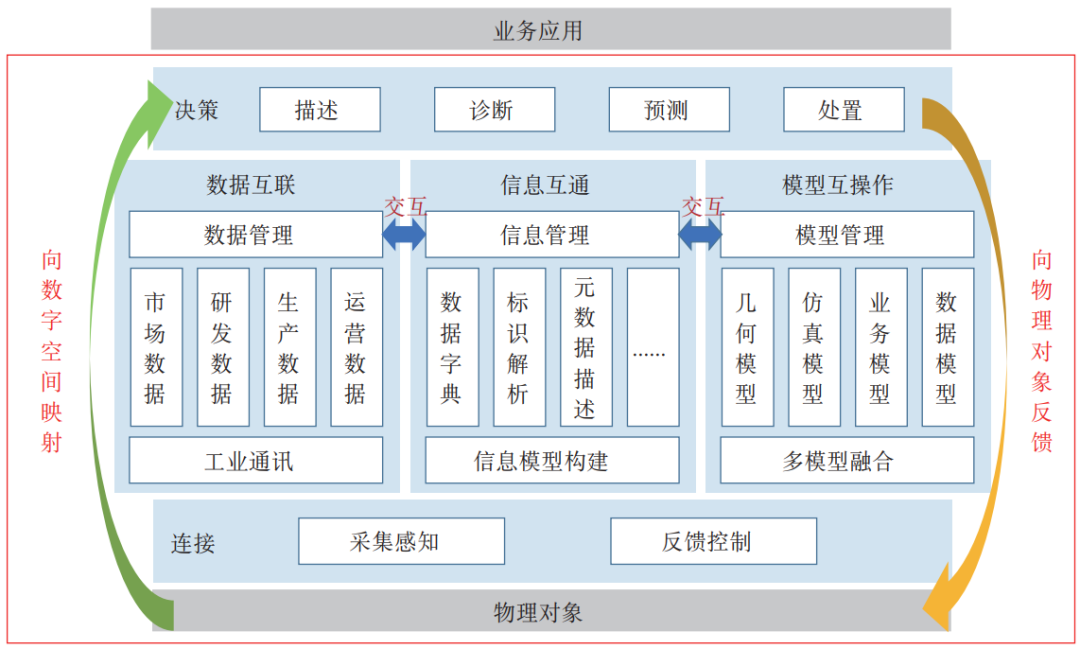 业务应用
决策
描述
诊断
预测
处置
数据互联
信息互通
模型互操作
交互
交互
数据管理
信息管理
模型管理
市场数据
研发数据
生产数据
运营数据
数据字典
标识解析
元数据描述
......
几何模型
仿真模型
业务模型
数据模型
工业通讯
信息模型构建
多模型融合
连接
采集感知
反馈控制
物理对象
向数字空间映射
向物理对象反馈